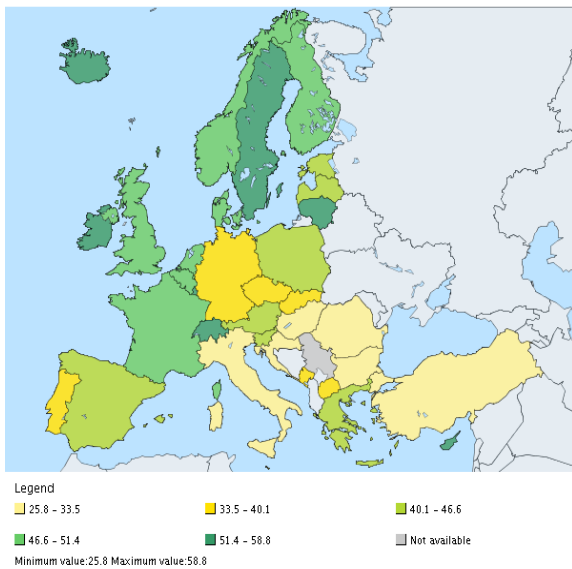 Legend
25.8 - 33.5 33.5 - 40.1 40.1 - 46.6
46.6 - 51.4 51.4 - 58.8 Not available
Minimum value:25.8 Maximum value:58.8